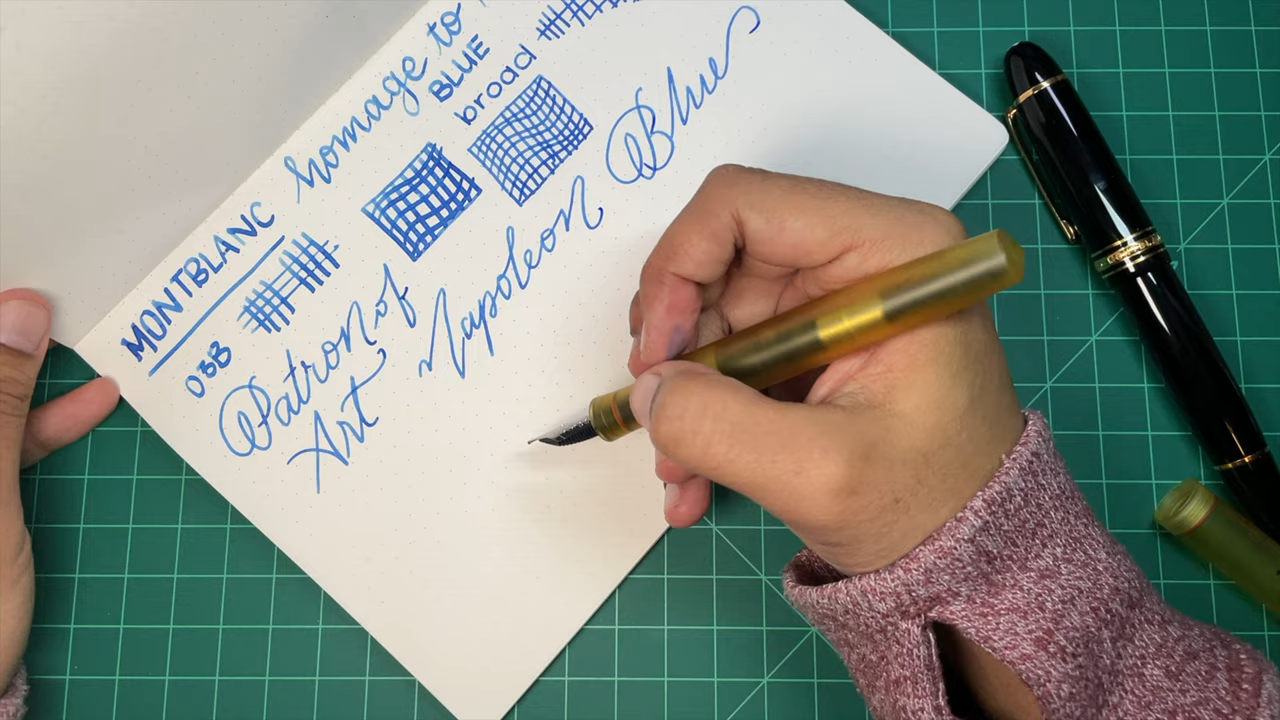 MONTBLANC homage to
BLUE
03B broad
Patron of
Art Napoleon Blue